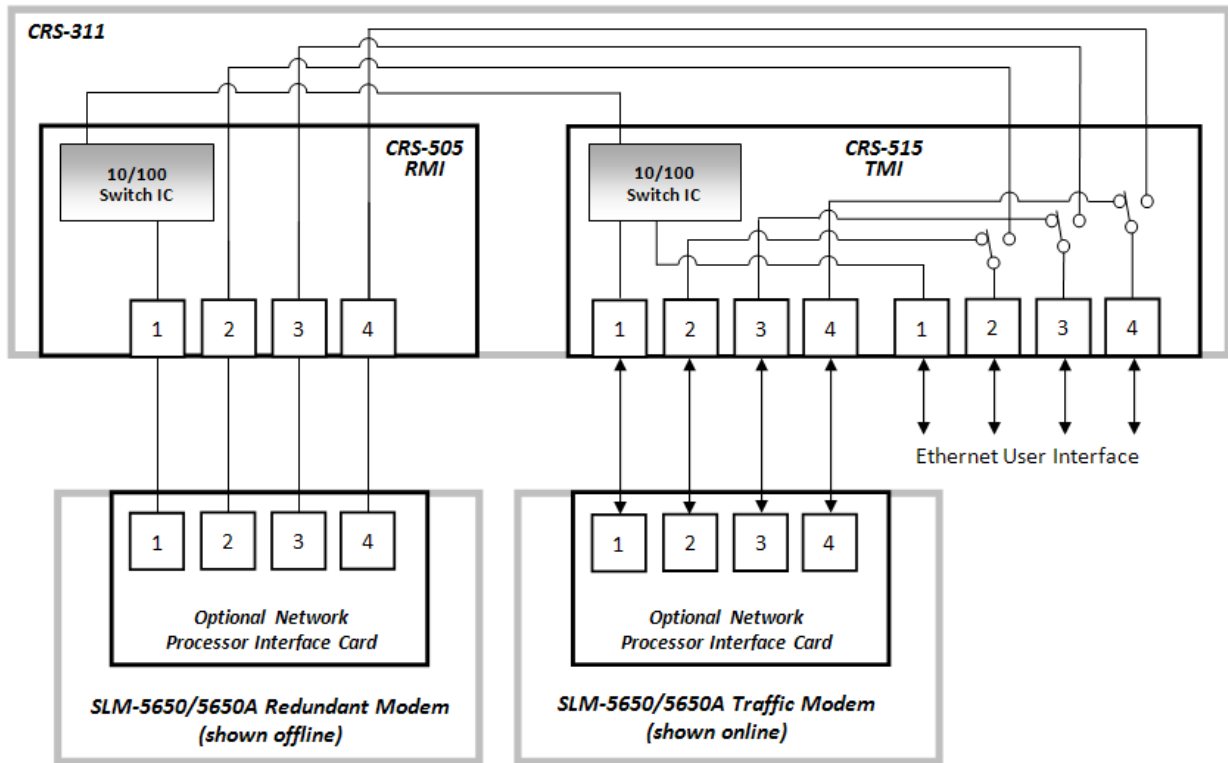 CRS-311
CRS-505
RMI
10/100
Switch IC
1 2 3 4
CRS-515
TMI
10/100
Switch IC
1 2 3 4 1 2 3 4
Ethernet User Interface
1 2 3 4
Optional Network
Processor Interface Card
SLM-5650/5650A Redundant Modem
(shown offline)
1 2 3 4
Optional Network
Processor Interface Card
SLM-5650/5650A Traffic Modem
(shown online)